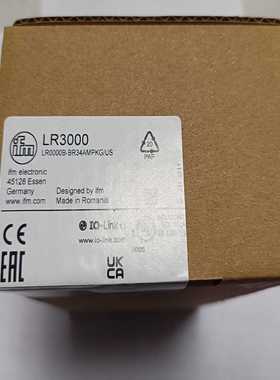 ifm
LR3000
LR0000B-BR34AMPKG/US
ifm electronic
45128 Essen
Germany
www.ifm.com
Designed by ifm
Made in Romania
20
PAP
IO-Link
www.io-link.com
CE
EAC
UK
CA